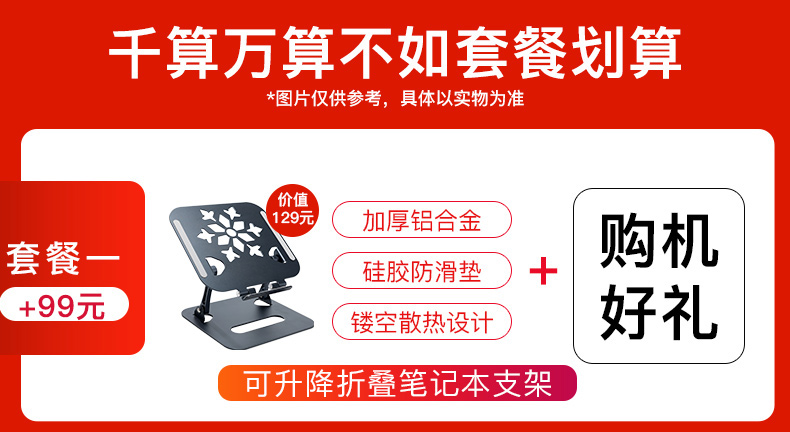 千算万算不如套餐划算
*图片仅供参考，具体以实物为准
套餐一
+99元
价值
129元
加厚铝合金
硅胶防滑垫
镂空散热设计
+
购机
好礼
可升降折叠笔记本支架